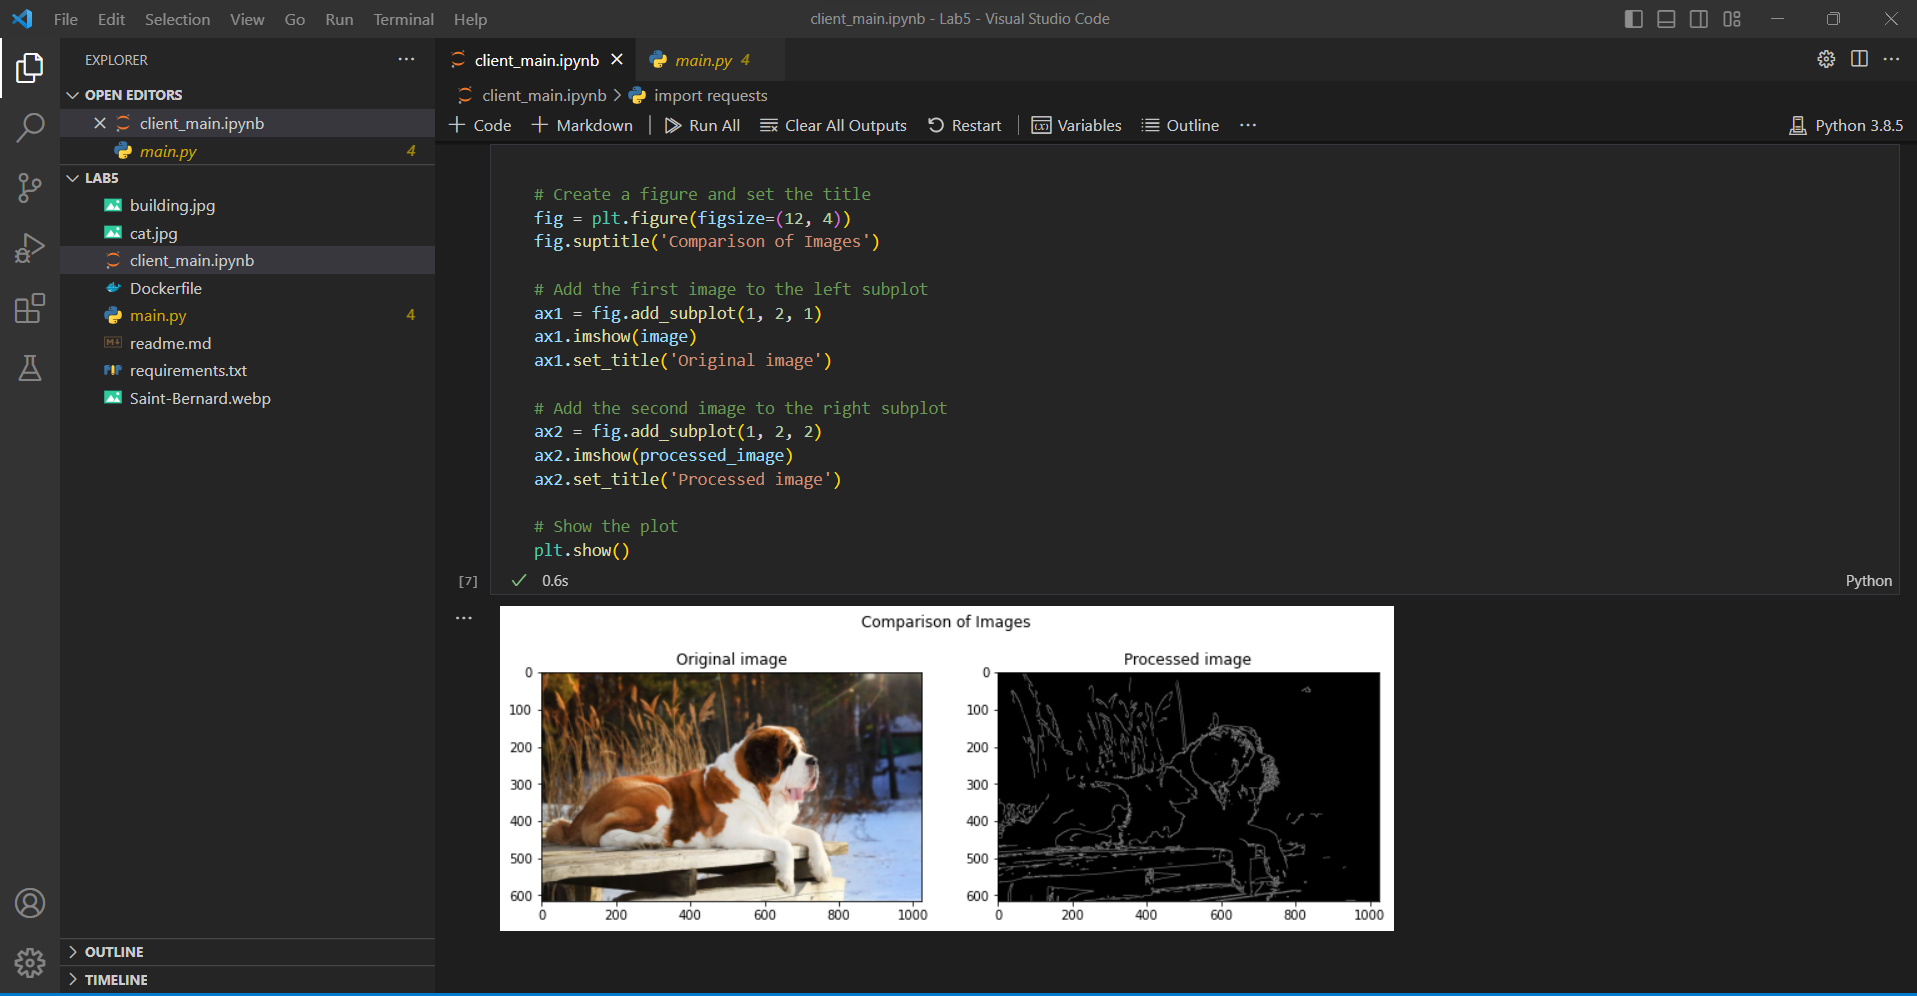 File Edit Selection View Go Run Terminal Help
client_main.ipynb - Lab5 - Visual Studio Code
EXPLORER
OPEN EDITORS
client_main.ipynb
main.py 4
LAB5
building.jpg
cat.jpg
client_main.ipynb
Dockerfile
main.py 4
readme.md
requirements.txt
Saint-Bernard.webp
OUTLINE
TIMELINE
client_main.ipynb
main.py 4
client_main.ipynb > import requests
+ Code + Markdown | Run All Clear All Outputs Restart | Variables Outline ...
Python 3.8.5
# Create a figure and set the title
fig = plt.figure(figsize=(12, 4))
fig.suptitle('Comparison of Images')
# Add the first image to the left subplot
ax1 = fig.add_subplot(1, 2, 1)
ax1.imshow(image)
ax1.set_title('Original image')
# Add the second image to the right subplot
ax2 = fig.add_subplot(1, 2, 2)
ax2.imshow(processed_image)
ax2.set_title('Processed image')
# Show the plot
plt.show()
[7] 0.6s
Python
Comparison of Images
Original image
0
100
200
300
400
500
600
0 200 400 600 800 1000
Processed image
0
100
200
300
400
500
600
0 200 400 600 800 1000